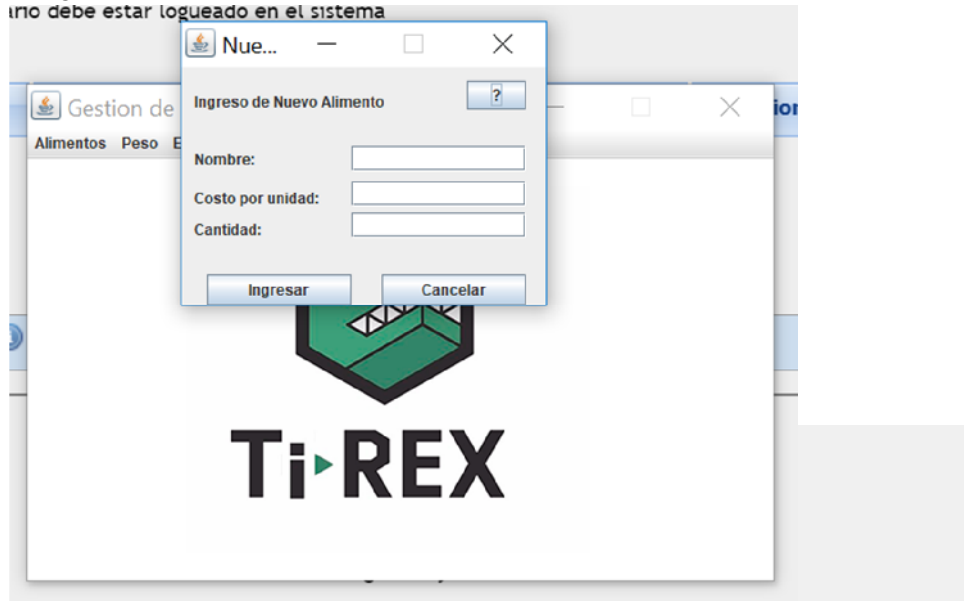 ario debe estar logueado en el sistema
Nue...
Gestion de
Ingreso de Nuevo Alimento
?
Alimentos Peso E
Nombre:
Costo por unidad:
Cantidad:
Ingresar Cancelar
Ti REX